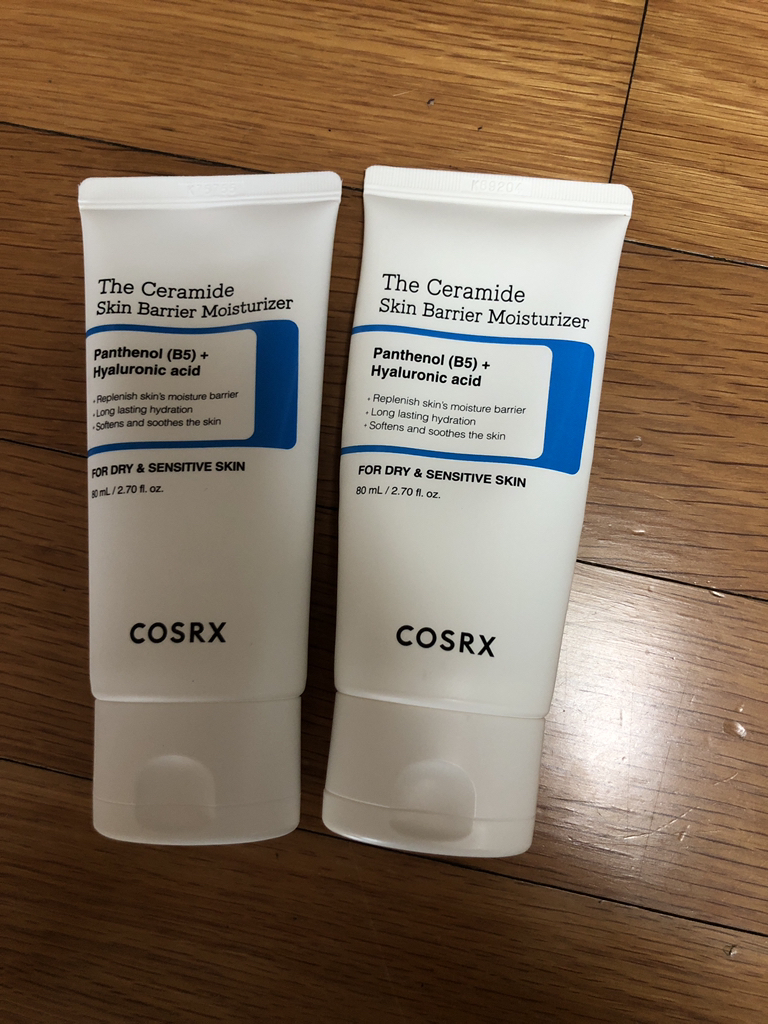 The Ceramide
Skin Barrier Moisturizer
Panthenol (B5) +
Hyaluronic acid
+ Replenish skin's moisture barrier
+ Long lasting hydration
+ Softens and soothes the skin
FOR DRY & SENSITIVE SKIN
80 mL / 2.70 fl. oz.
COSRX
The Ceramide
Skin Barrier Moisturizer
Panthenol (B5) +
Hyaluronic acid
+ Replenish skin's moisture barrier
+ Long lasting hydration
+ Softens and soothes the skin
FOR DRY & SENSITIVE SKIN
80 mL / 2.70 fl. oz.
COSRX